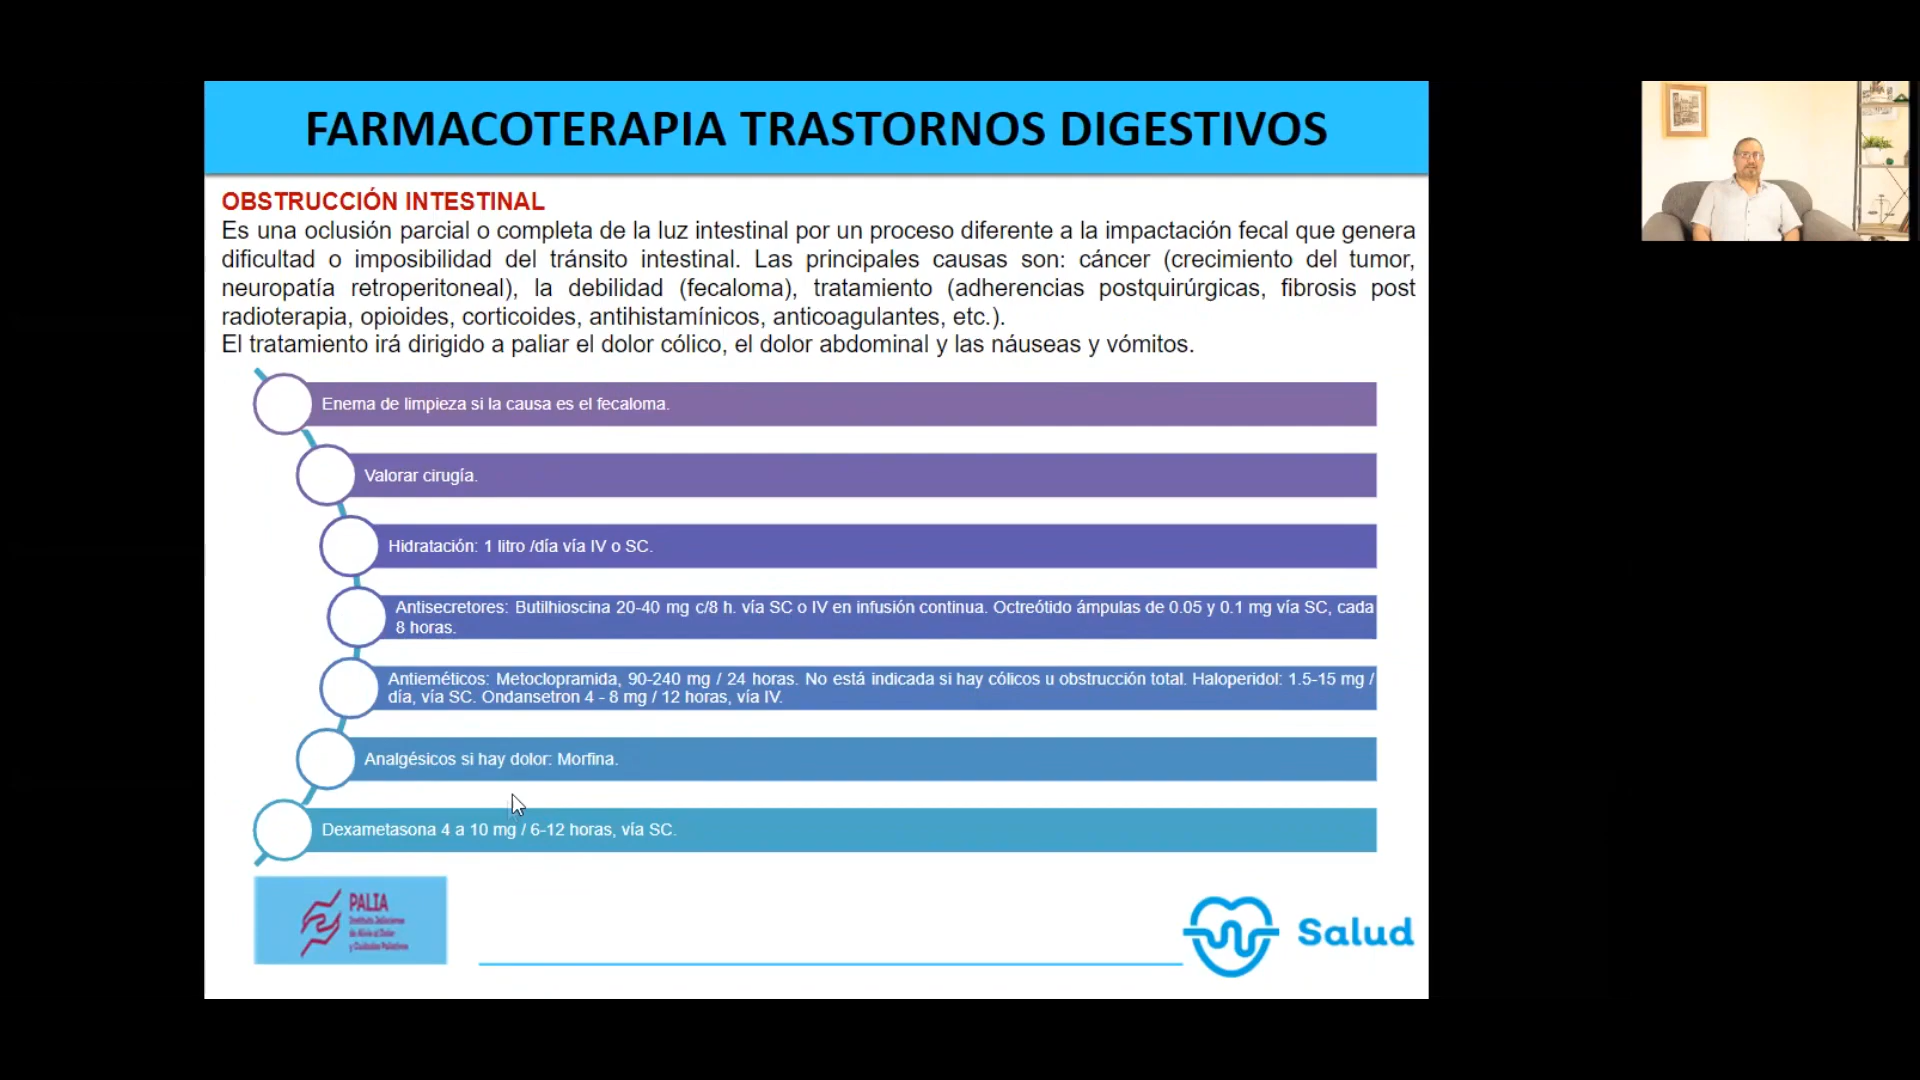 FARMACOTERAPIA TRASTORNOS DIGESTIVOS
OBSTRUCCIÓN INTESTINAL
Es una oclusión parcial o completa de la luz intestinal por un proceso diferente a la impactación fecal que genera
dificultad o imposibilidad del tránsito intestinal. Las principales causas son: cáncer (crecimiento del tumor,
neuropatía retroperitoneal), la debilidad (fecaloma), tratamiento (adherencias postquirúrgicas, fibrosis post
radioterapia, opioides, corticoides, antihistamínicos, anticoagulantes, etc.).
El tratamiento irá dirigido a paliar el dolor cólico, el dolor abdominal y las náuseas y vómitos.
Enema de limpieza si la causa es el fecaloma.
Valorar cirugía.
Hidratación: 1 litro /día vía IV o SC.
Antisecretores: Butilhioscina 20-40 mg c/8 h. vía SC o IV en infusión continua. Octreótido ámpulas de 0.05 y 0.1 mg vía SC, cada
8 horas.
Antieméticos: Metoclopramida, 90-240 mg / 24 horas. No está indicada si hay cólicos u obstrucción total. Haloperidol: 1.5-15 mg /
día, vía SC. Ondansetron 4 - 8 mg / 12 horas, vía IV.
Analgésicos si hay dolor: Morfina.
Dexametasona 4 a 10 mg / 6-12 horas, vía SC.
PALIA
Instituto Jalisciense
de Alivio al Dolor
y Cuidados Paliativos
Salud